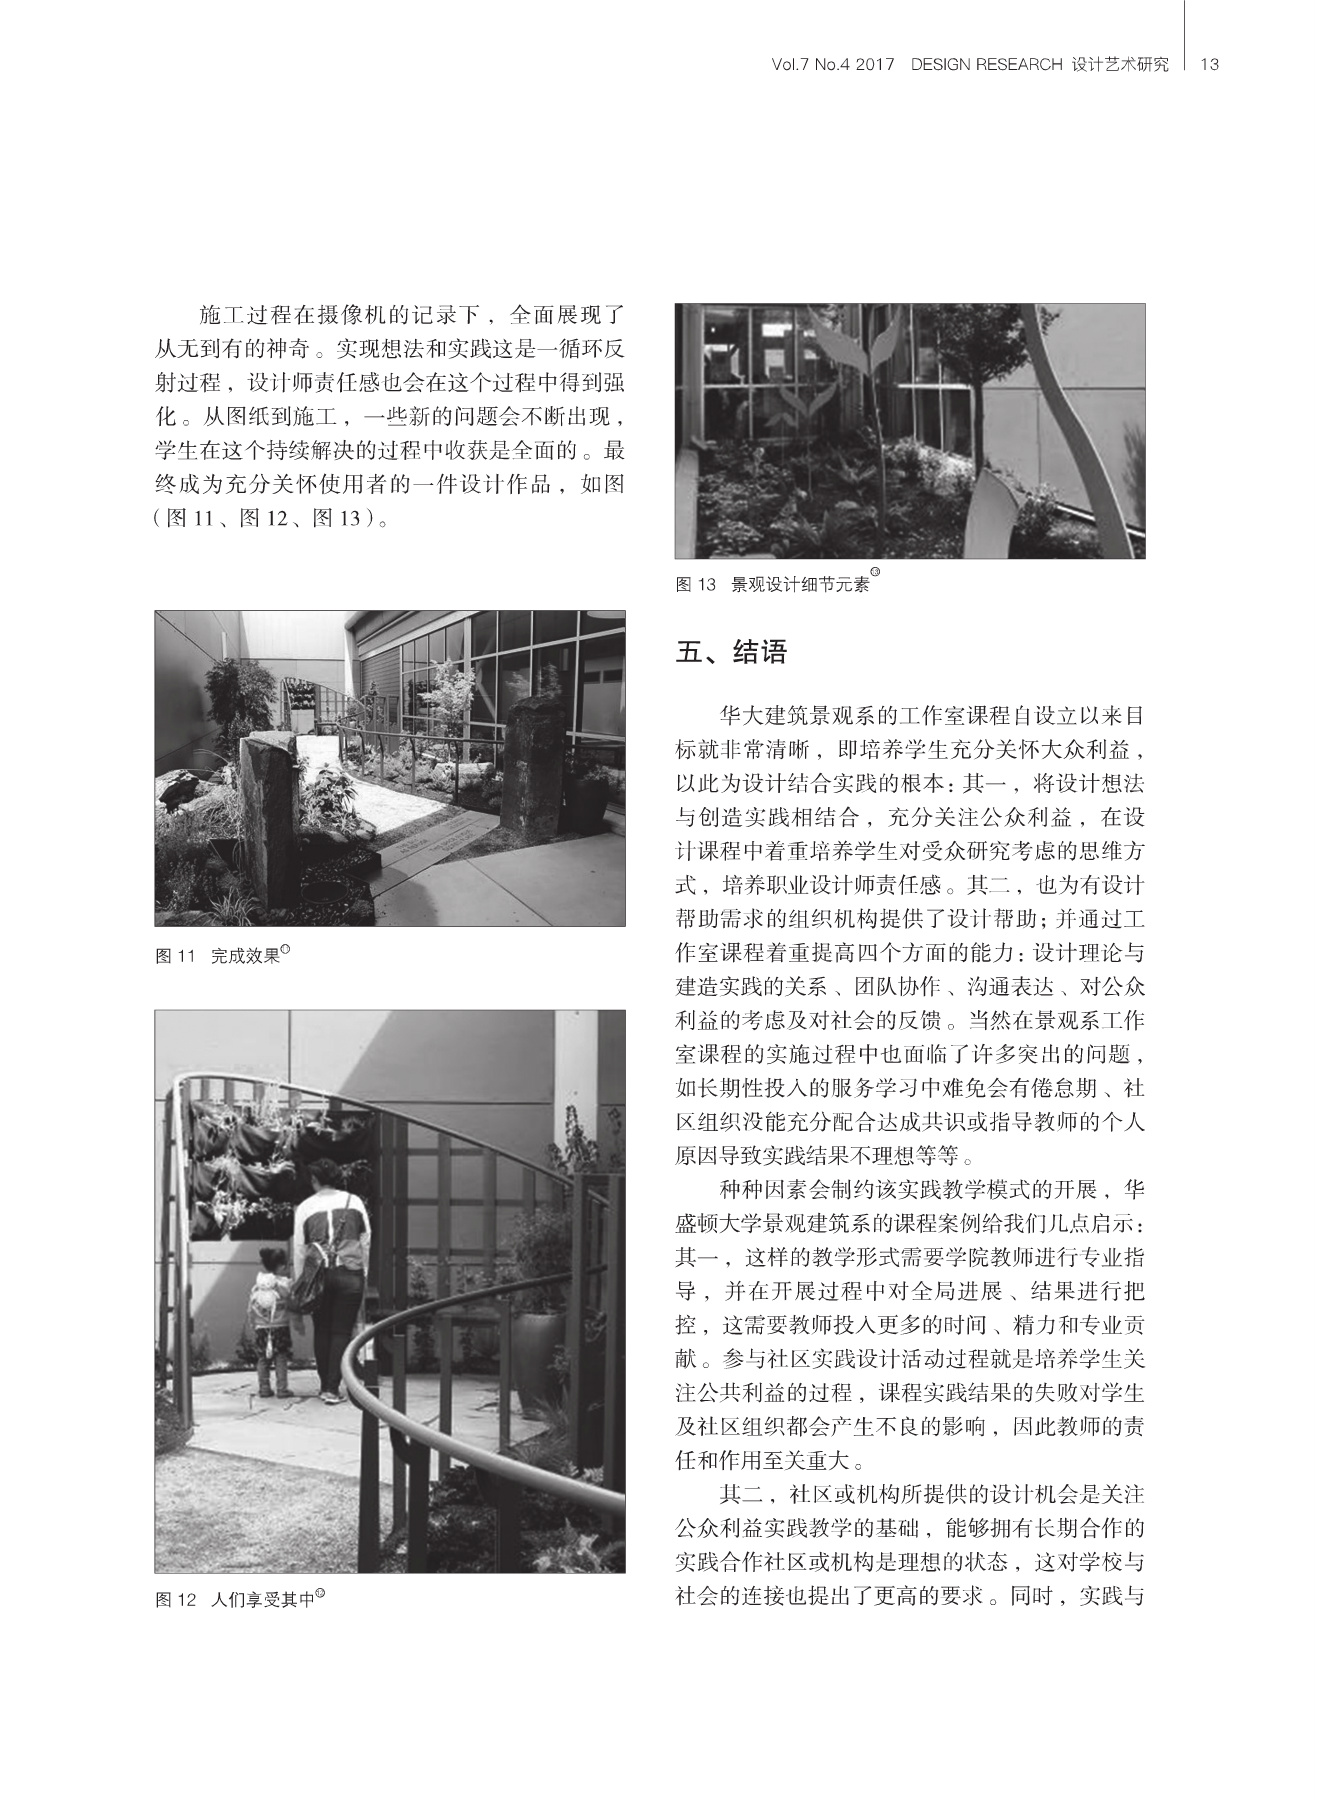 Vol.7 No.4 2017 DESIGN RESEARCH 设计艺术研究 13
施工过程在摄像机的记录下，全面展现了
从无到有的神奇。实现想法和实践这是一循环反
射过程，设计师责任感也会在这个过程中得到强
化。从图纸到施工，一些新的问题会不断出现，
学生在这个持续解决的过程中收获是全面的。最
终成为充分关怀使用者的一件设计作品，如图
（图 11、图 12、图 13）。
图 11 完成效果
图 12 人们享受其中
图 13 景观设计细节元素
五、结语
华大建筑景观系的工作室课程自设立以来目
标就非常清晰，即培养学生充分关怀大众利益，
以此为设计结合实践的根本：其一，将设计想法
与创造实践相结合，充分关注公众利益，在设
计课程中着重培养学生对受众研究考虑的思维方
式，培养职业设计师责任感。其二，也为有设计
帮助需求的组织机构提供了设计帮助；并通过工
作室课程着重提高四个方面的能力：设计理论与
建造实践的关系、团队协作、沟通表达、对公众
利益的考虑及对社会的反馈。当然在景观系工作
室课程的实施过程中也面临了许多突出的问题，
如长期性投入的服务学习中难免会有倦怠期、社
区组织没能充分配合达成共识或指导教师的个人
原因导致实践结果不理想等等。
种种因素会制约该实践教学模式的开展，华
盛顿大学景观建筑系的课程案例给我们几点启示：
其一，这样的教学形式需要学院教师进行专业指
导，并在开展过程中对全局进展、结果进行把
控，这需要教师投入更多的时间、精力和专业贡
献。参与社区实践设计活动过程就是培养学生关
注公共利益的过程，课程实践结果的失败对学生
及社区组织都会产生不良的影响，因此教师的责
任和作用至关重大。
其二，社区或机构所提供的设计机会是关注
公众利益实践教学的基础，能够拥有长期合作的
实践合作社区或机构是理想的状态，这对学校与
社会的连接也提出了更高的要求。同时，实践与